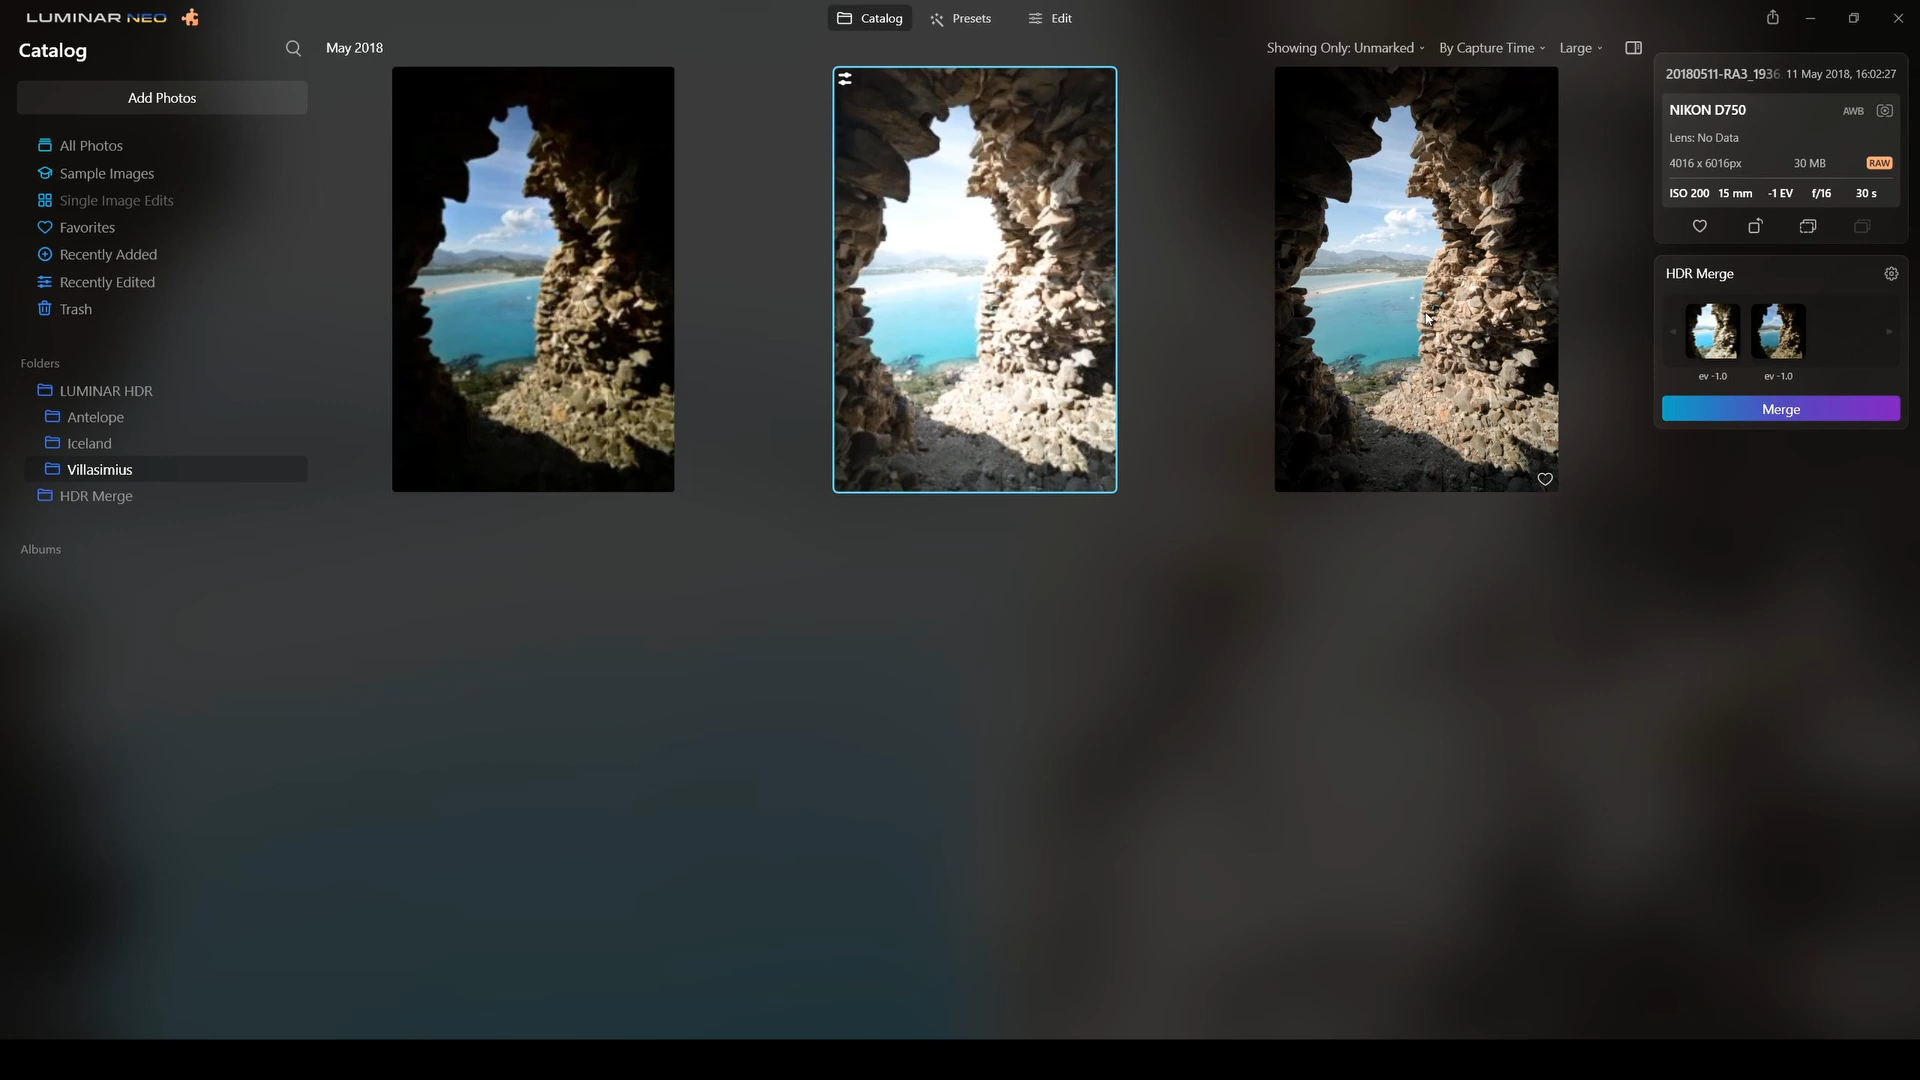 LUMINAR NEO
Catalog
Presets
Edit
Catalog
May 2018
Showing Only: Unmarked
By Capture Time
Large
Add Photos
All Photos
Sample Images
Single Image Edits
Favorites
Recently Added
Recently Edited
Trash
Folders
LUMINAR HDR
Antelope
Iceland
Villasimius
HDR Merge
Albums
20180511-RA3_1936 11 May 2018, 16:02:27
NIKON D750 AWB
Lens: No Data
4016 x 6016px 30 MB RAW
ISO 200 15 mm -1 EV f/16 30 s
HDR Merge
ev -1.0 ev -1.0
Merge